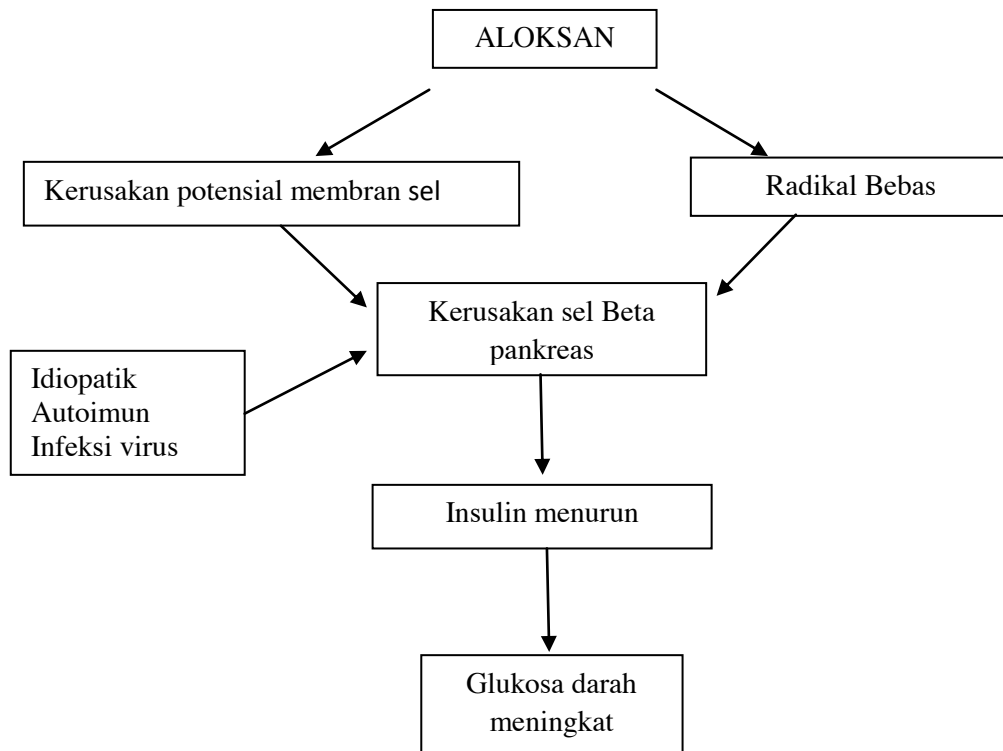 ALOKSAN
Kerusakan potensial membran sel
Radikal Bebas
Kerusakan sel Beta
pankreas
Idiopatik
Autoimun
Infeksi virus
Insulin menurun
Glukosa darah
meningkat